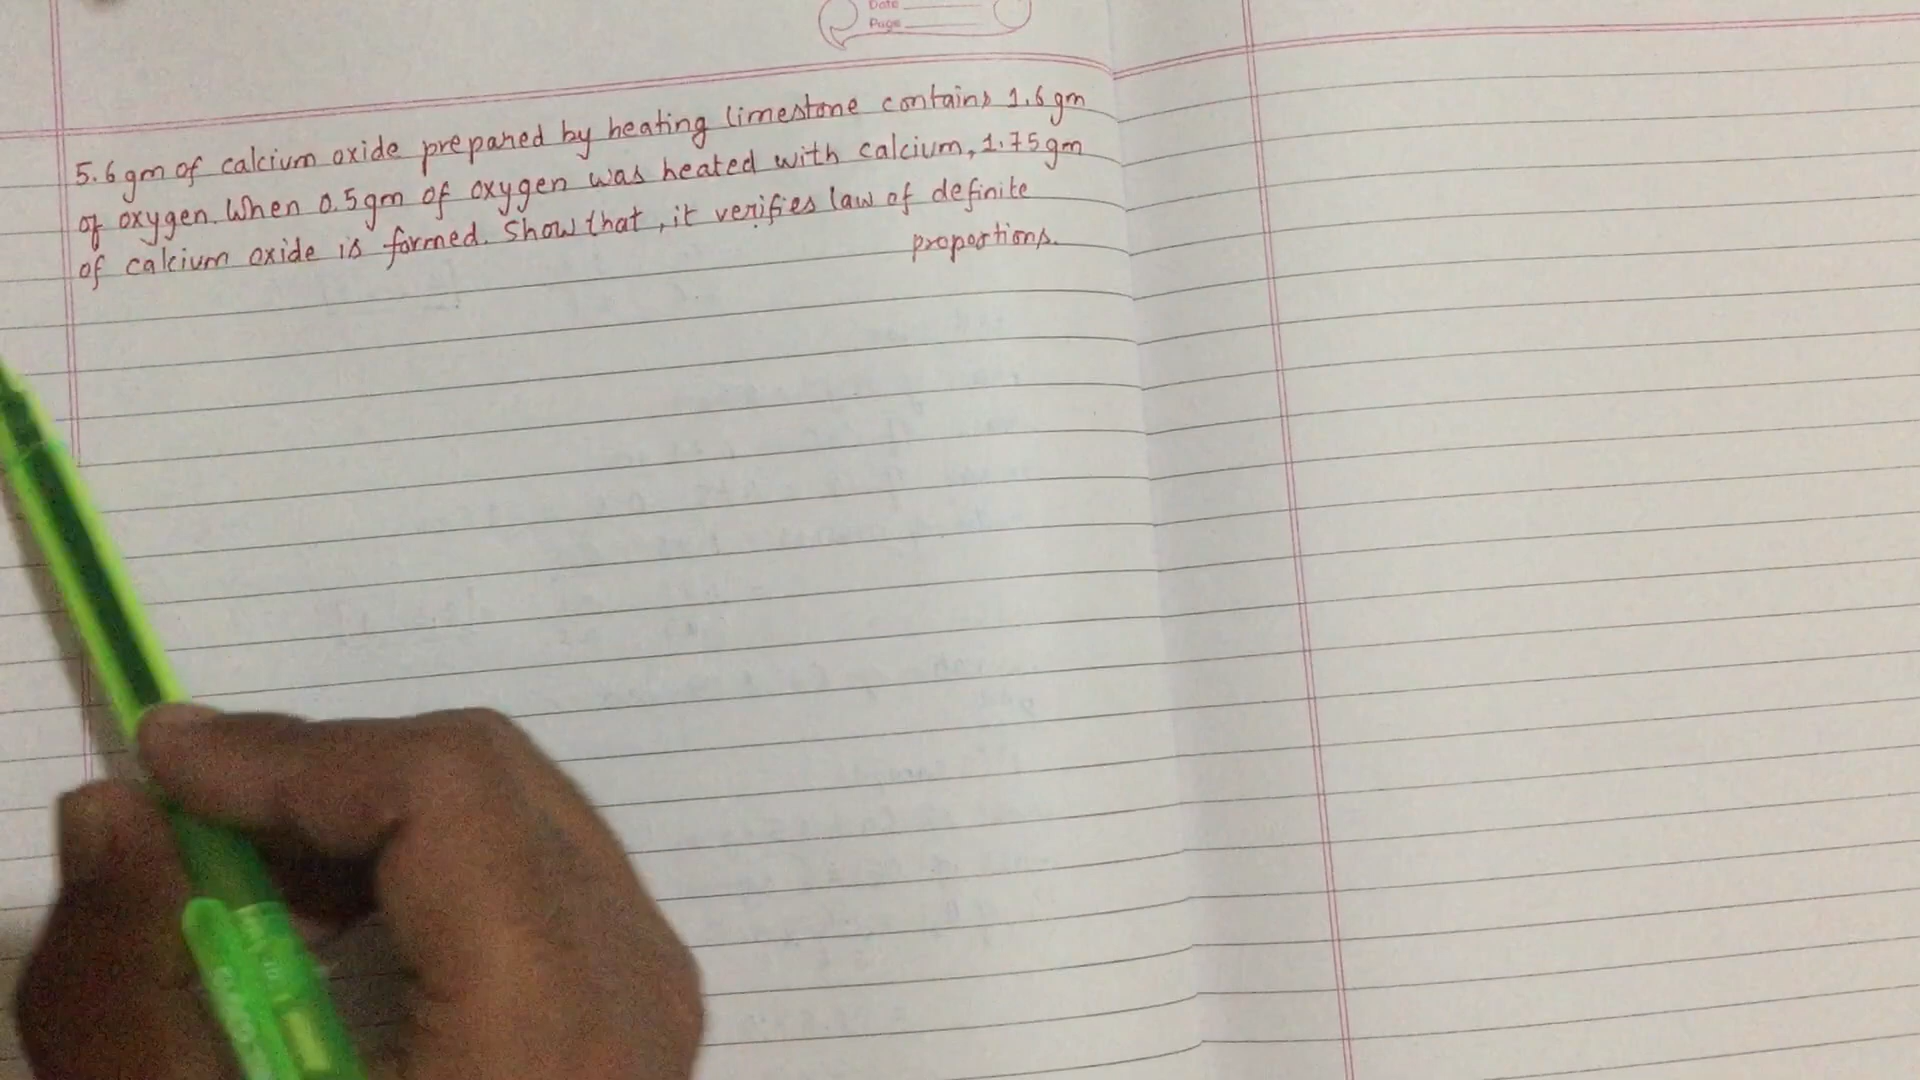 Date
Page
5.6 gm of calcium oxide prepared by heating limestone contains 1.6 gm
of oxygen. When 0.5 gm of oxygen was heated with calcium, 1.75 gm
of calcium oxide is formed. Show that, it verifies law of definite
proportions.